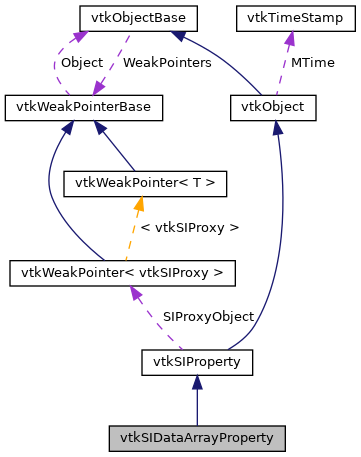 vtkObjectBase
vtkTimeStamp
Object
WeakPointers
MTime
vtkWeakPointerBase
vtkObject
vtkWeakPointer< T >
< vtkSIProxy >
vtkWeakPointer< vtkSIProxy >
SIProxyObject
vtkSIProperty
vtkSIDataArrayProperty